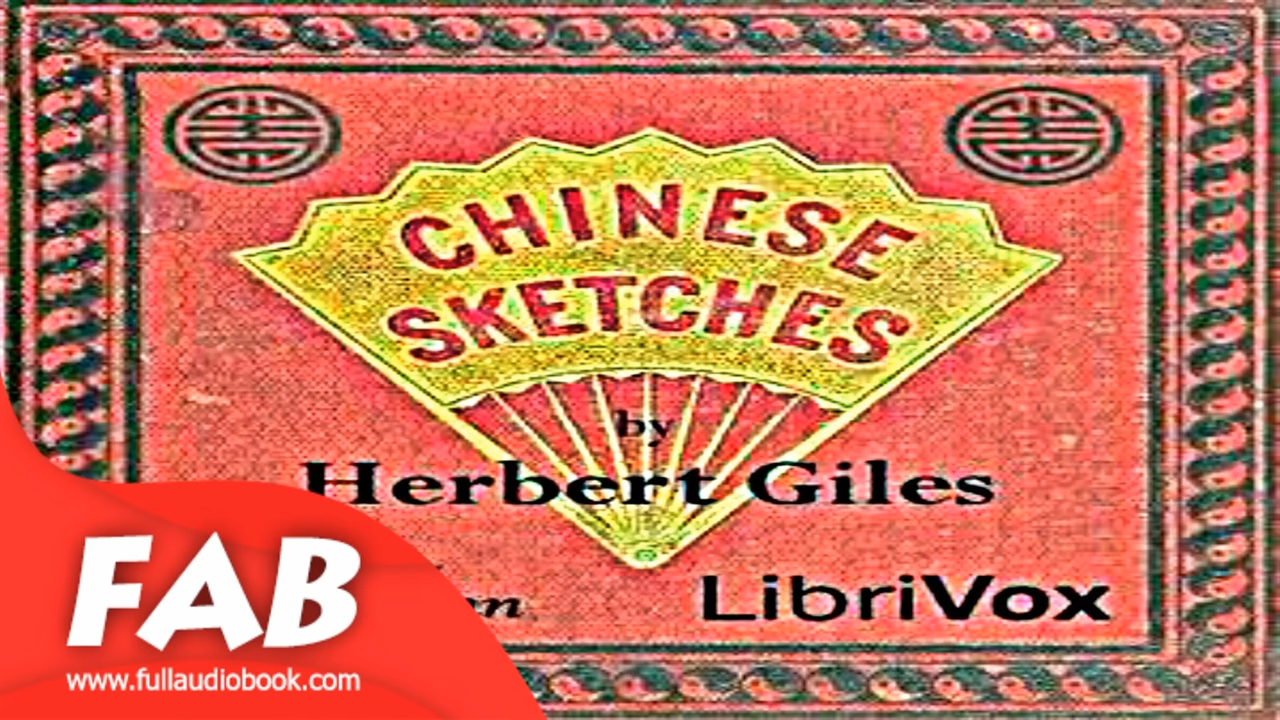 CHINESE
SKETCHES
by
Herbert Giles
LibriVox
FAB
www.fullaudiobook.com